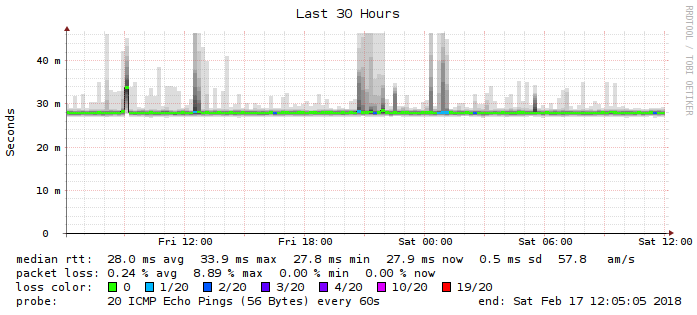 Last 30 Hours
RRDTOOL / TOBI OETIKER
Seconds
40 m
30 m
20 m
10 m
0
Fri 12:00 Fri 18:00 Sat 00:00 Sat 06:00 Sat 12:00
median rtt: 28.0 ms avg 33.9 ms max 27.8 ms min 27.9 ms now 0.5 ms sd 57.8 am/s
packet loss: 0.24 % avg 8.89 % max 0.00 % min 0.00 % now
loss color: 0 1/20 2/20 3/20 4/20 10/20 19/20
probe: 20 ICMP Echo Pings (56 Bytes) every 60s end: Sat Feb 17 12:05:05 2018